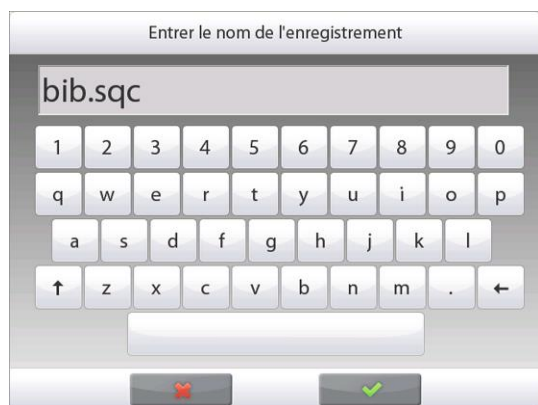 Entrer le nom de l'enregistrement
bib.sqc
1 2 3 4 5 6 7 8 9 0
q w e r t y u i o p
a s d f g h j k l
↑ z x c v b n m . ←